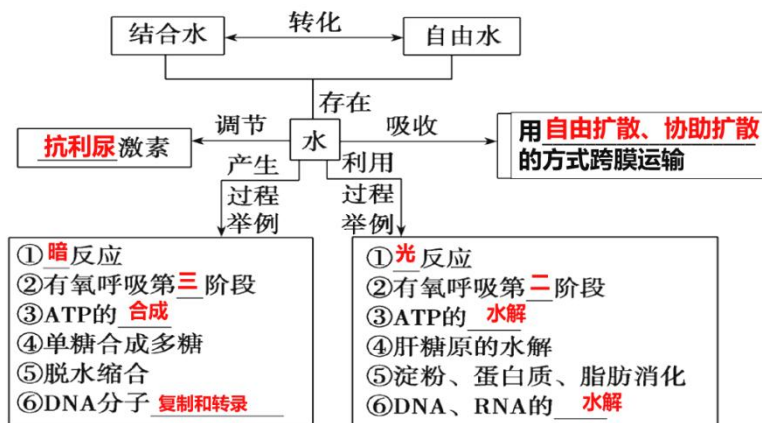 结合水 转化 自由水
存在
抗利尿激素 调节 水 吸收 用自由扩散、协助扩散
的方式跨膜运输
产生 利用
过程 过程
举例 举例
①暗反应
②有氧呼吸第三阶段
③ATP的合成
④单糖合成多糖
⑤脱水缩合
⑥DNA分子复制和转录
①光反应
②有氧呼吸第二阶段
③ATP的水解
④肝糖原的水解
⑤淀粉、蛋白质、脂肪消化
⑥DNA、RNA的水解